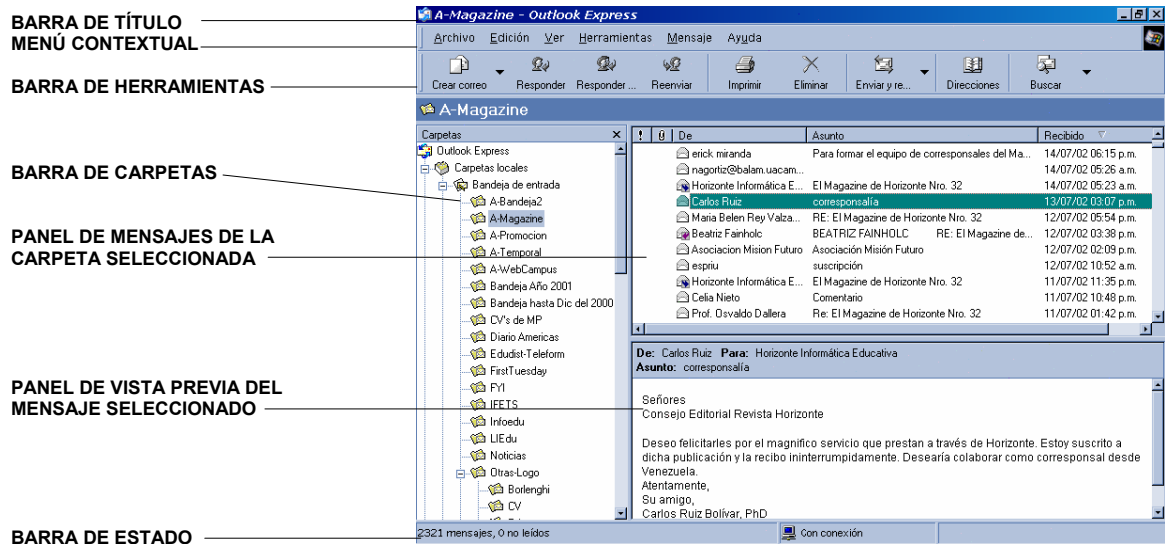 BARRA DE TÍTULO
MENÚ CONTEXTUAL
BARRA DE HERRAMIENTAS
BARRA DE CARPETAS
PANEL DE MENSAJES DE LA
CARPETA SELECCIONADA
PANEL DE VISTA PREVIA DEL
MENSAJE SELECCIONADO
BARRA DE ESTADO
A-Magazine - Outlook Express
Archivo Edición Ver Herramientas Mensaje Ayuda
Crear correo Responder Responder ... Reenviar Imprimir Eliminar Enviar y re... Direcciones Buscar
A-Magazine
Carpetas
Outlook Express
Carpetas locales
Bandeja de entrada
A-Bandeja2
A-Magazine
A-Promocion
A-Temporal
A-WebCampus
Bandeja Año 2001
Bandeja hasta Dic del 2000
CV's de MP
Diario Americas
Edudist-Teleform
FirstTuesday
FYI
IFETS
Infoedu
LIEdu
Noticias
Otras-Logo
Borlenghi
CV
! De Asunto Recibido
erick miranda Para formar el equipo de corresponsales del Ma... 14/07/02 06:15 p.m.
nagortiz@balam.uacam... 14/07/02 05:26 a.m.
Horizonte Informática E... El Magazine de Horizonte Nro. 32 14/07/02 05:23 a.m.
Carlos Ruiz corresponsalía 13/07/02 03:07 p.m.
Maria Belen Rey Valza... RE: El Magazine de Horizonte Nro. 32 12/07/02 05:54 p.m.
Beatriz Fainholc BEATRIZ FAINHOLC RE: El Magazine de... 12/07/02 03:38 p.m.
Asociacion Mision Futuro Asociación Misión Futuro 12/07/02 02:09 p.m.
espriu suscripción 12/07/02 10:52 a.m.
Horizonte Informática E... El Magazine de Horizonte Nro. 32 11/07/02 11:35 p.m.
Celia Nieto Comentario 11/07/02 10:48 p.m.
Prof. Osvaldo Dallera Re: El Magazine de Horizonte Nro. 32 11/07/02 01:42 p.m.
De: Carlos Ruiz Para: Horizonte Informática Educativa
Asunto: corresponsalía
Señores
Consejo Editorial Revista Horizonte
Deseo felicitarles por el magnifico servicio que prestan a través de Horizonte. Estoy suscrito a
dicha publicación y la recibo ininterrumpidamente. Desearía colaborar como corresponsal desde
Venezuela.
Atentamente,
Su amigo,
Carlos Ruiz Bolívar, PhD
2321 mensajes, 0 no leídos
Con conexión